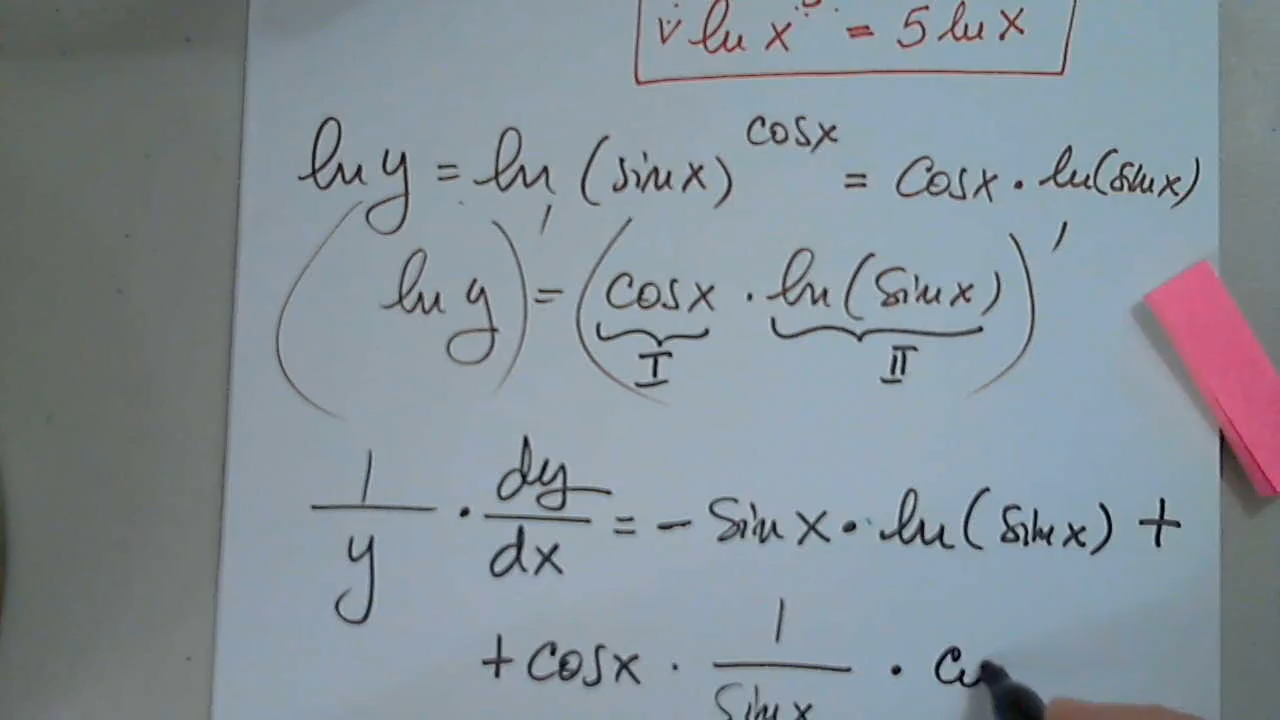 ln x⁵ = 5 ln x
ln y = ln (sin x)^cos x = cos x · ln(sin x)
(ln y)' = (cos x · ln(sin x))'
I II
1/y · dy/dx = - sin x · ln(sin x) +
+ cos x · 1/sin x ·